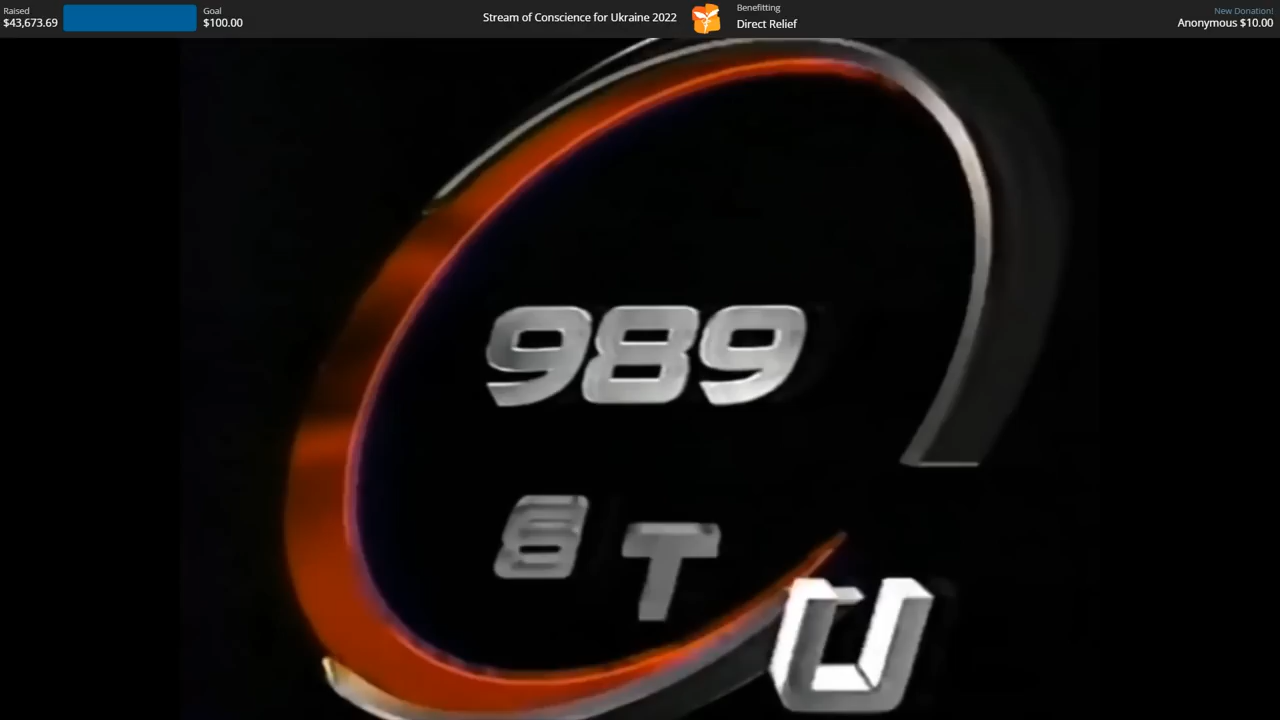 Raised
$43,673.69
Goal
$100.00
Stream of Conscience for Ukraine 2022
Benefitting
Direct Relief
New Donation!
Anonymous $10.00
989
S T U